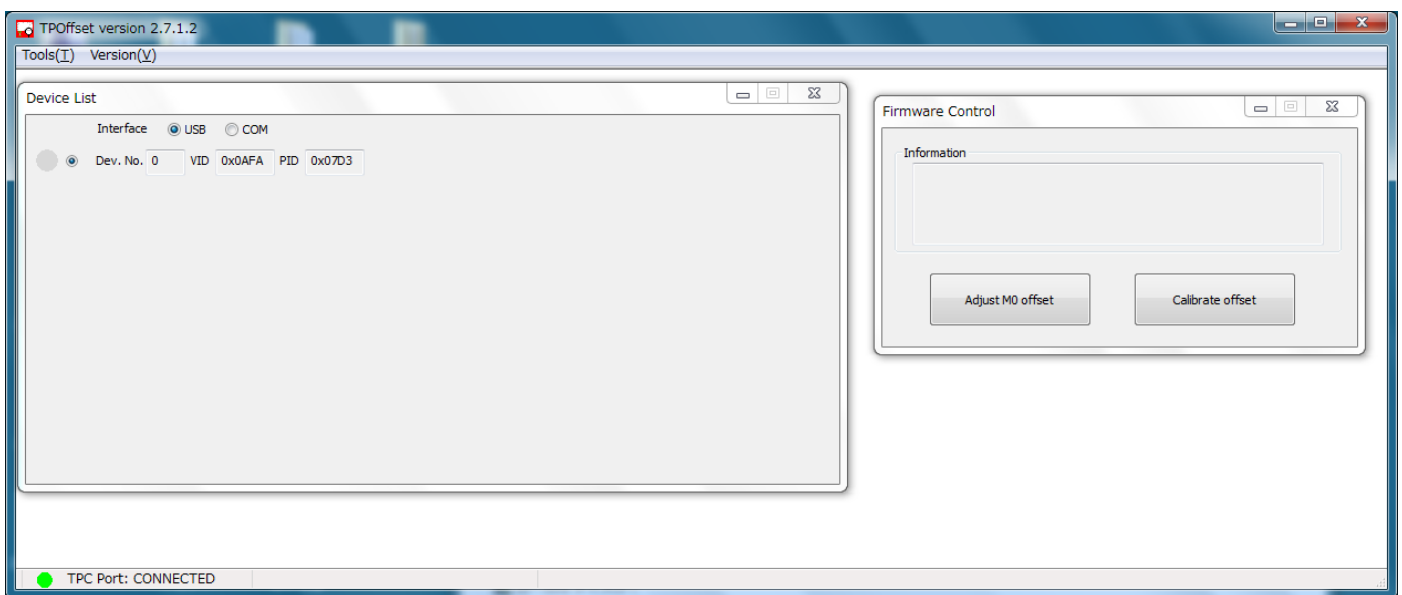 TPOffset version 2.7.1.2
Tools(T) Version(V)
Device List
Interface USB COM
Dev. No. 0 VID 0x0AFA PID 0x07D3
Firmware Control
Information
Adjust M0 offset Calibrate offset
TPC Port: CONNECTED